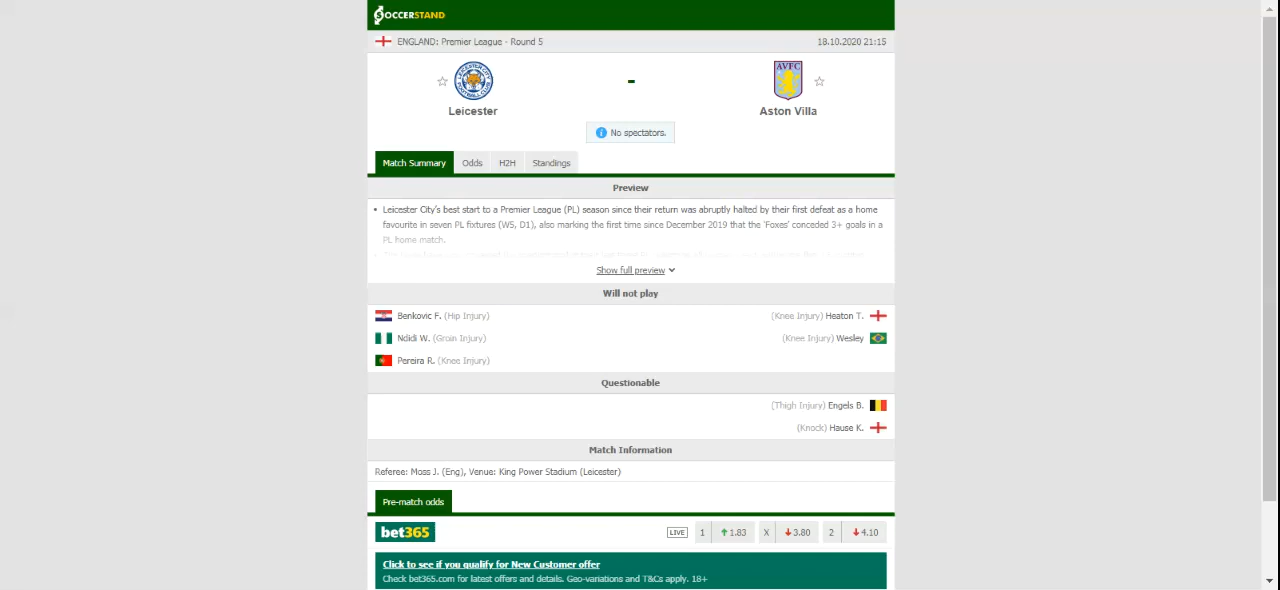 SOCCERSTAND
ENGLAND: Premier League - Round 5
18.10.2020 21:15
LEICESTER CITY
FOOTBALL CLUB
AVFC
-
Leicester
Aston Villa
No spectators.
Match Summary
Odds
H2H
Standings
Preview
• Leicester City's best start to a Premier League (PL) season since their return was abruptly halted by their first defeat as a home
favourite in seven PL fixtures (W5, D1), also marking the first time since December 2019 that the 'Foxes' conceded 3+ goals in a
PL home match.
Show full preview
Will not play
Benkovic F. (Hip Injury)
(Knee Injury) Heaton T.
Ndidi W. (Groin Injury)
(Knee Injury) Wesley
Pereira R. (Knee Injury)
Questionable
(Thigh Injury) Engels B.
(Knock) Hause K.
Match Information
Referee: Moss J. (Eng), Venue: King Power Stadium (Leicester)
Pre-match odds
bet365
LIVE
1
1.83
X
3.80
2
4.10
Click to see if you qualify for New Customer offer
Check bet365.com for latest offers and details. Geo-variations and T&Cs apply. 18+